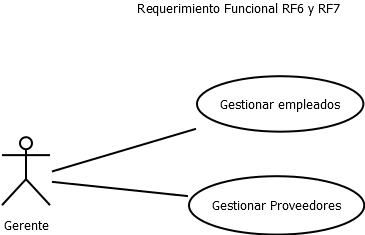 Requerimiento Funcional RF6 y RF7
Gestionar empleados
Gestionar Proveedores
Gerente